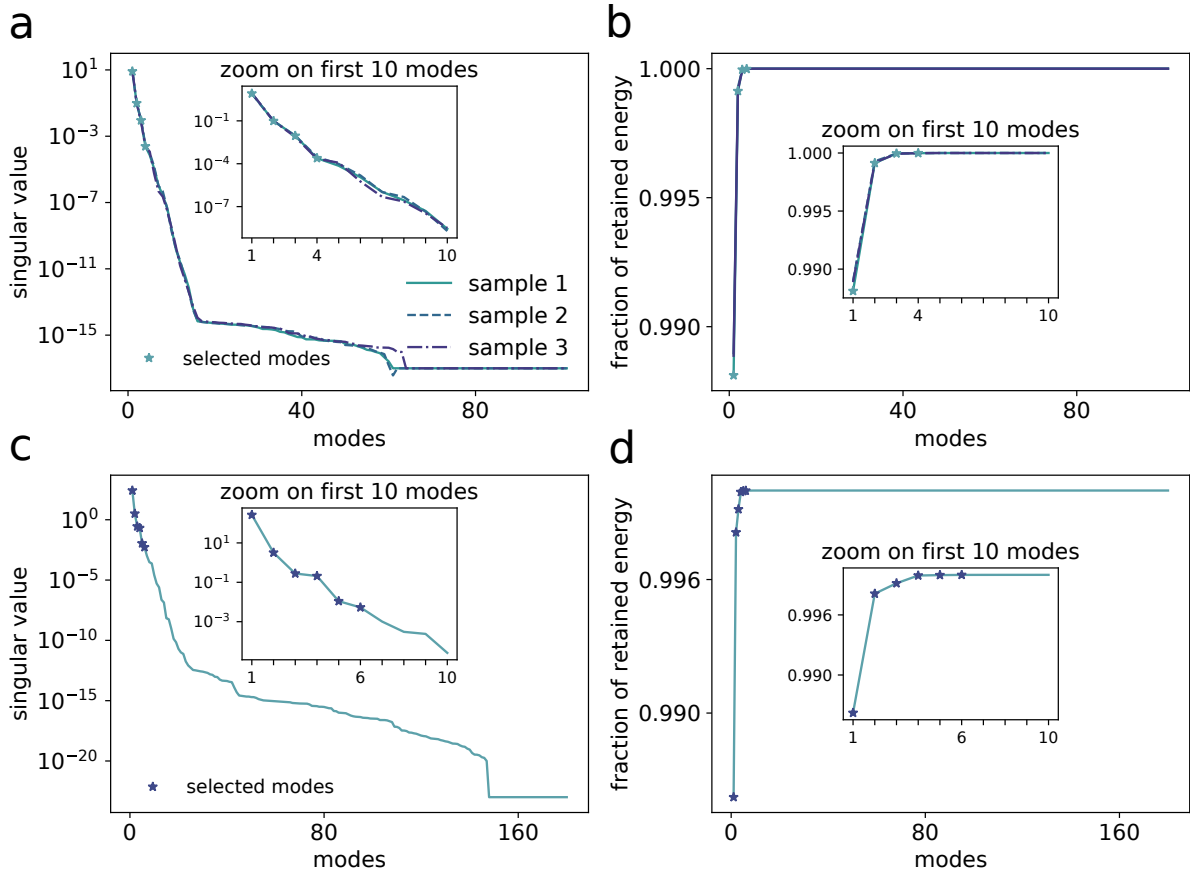 a
zoom on first 10 modes
10^1
10^−3
10^−7
10^−11
10^−15
singular value
10^−1
10^−4
10^−7
1
4
10
sample 1
sample 2
sample 3
selected modes
0
40
80
modes
b
1.000
0.995
0.990
fraction of retained energy
zoom on first 10 modes
1.000
0.995
0.990
1
4
10
0
40
80
modes
c
zoom on first 10 modes
10^0
10^−5
10^−10
10^−15
10^−20
singular value
10^1
10^−1
10^−3
1
6
10
selected modes
0
80
160
modes
d
0.996
0.990
fraction of retained energy
zoom on first 10 modes
0.996
0.990
1
6
10
0
80
160
modes